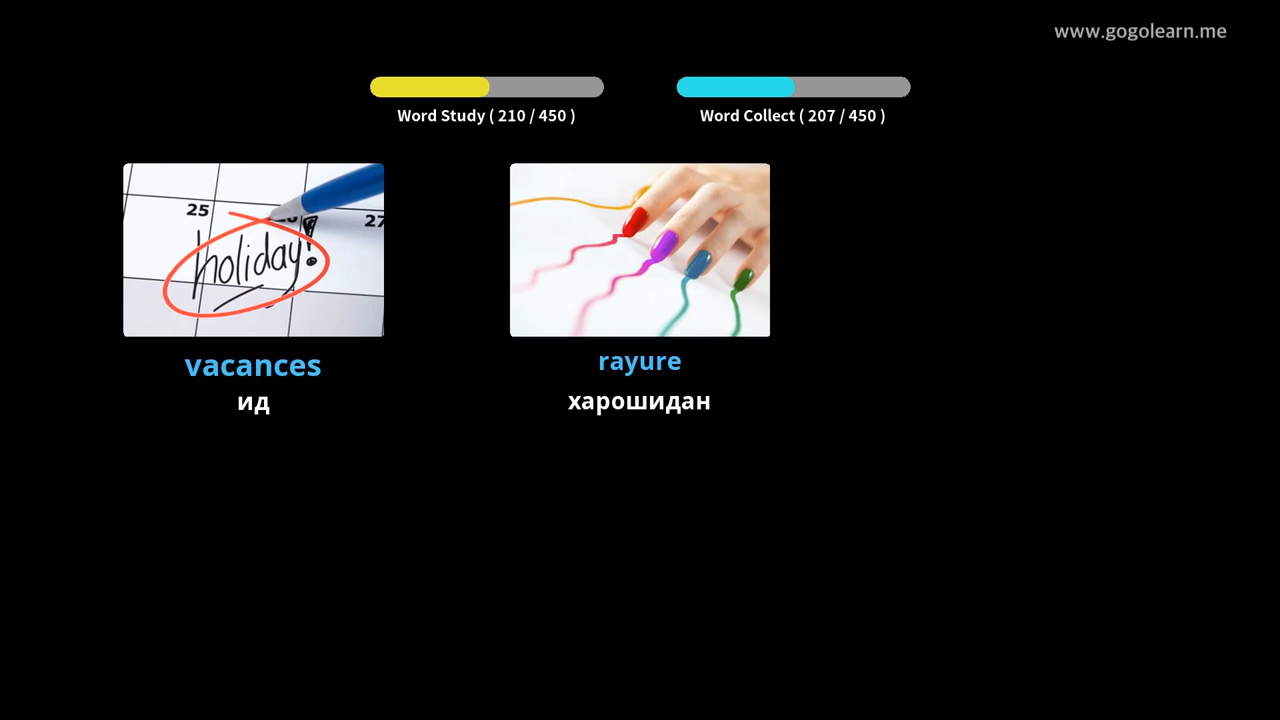 www.gogolearn.me
Word Study ( 210 / 450 )
Word Collect ( 207 / 450 )
25
27
holiday!
vacances
rayure
ид
харошидан